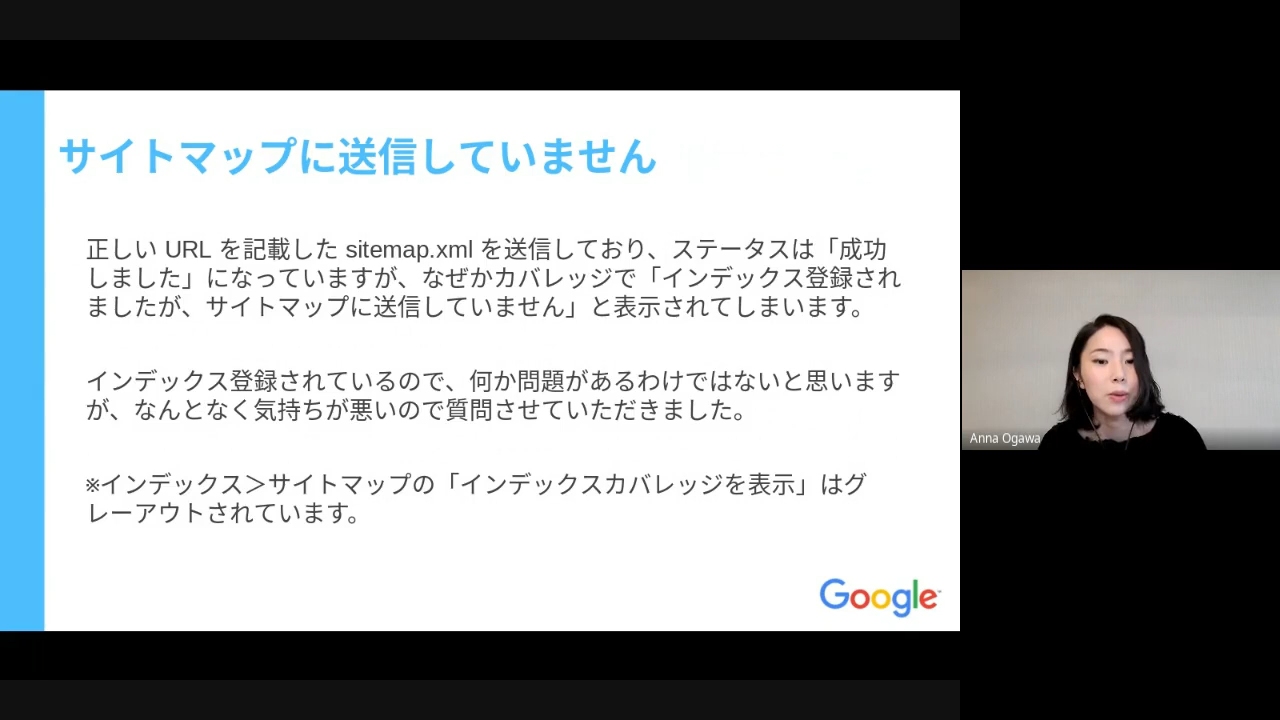 サイトマップに送信していません
正しい URL を記載した sitemap.xml を送信しており、ステータスは「成功
しました」になっていますが、なぜかカバレッジで「インデックス登録され
ましたが、サイトマップに送信していません」と表示されてしまいます。
インデックス登録されているので、何か問題があるわけではないと思います
が、なんとなく気持ちが悪いので質問させていただきました。
※インデックス＞サイトマップの「インデックスカバレッジを表示」はグ
レーアウトされています。
Google
Anna Ogawa